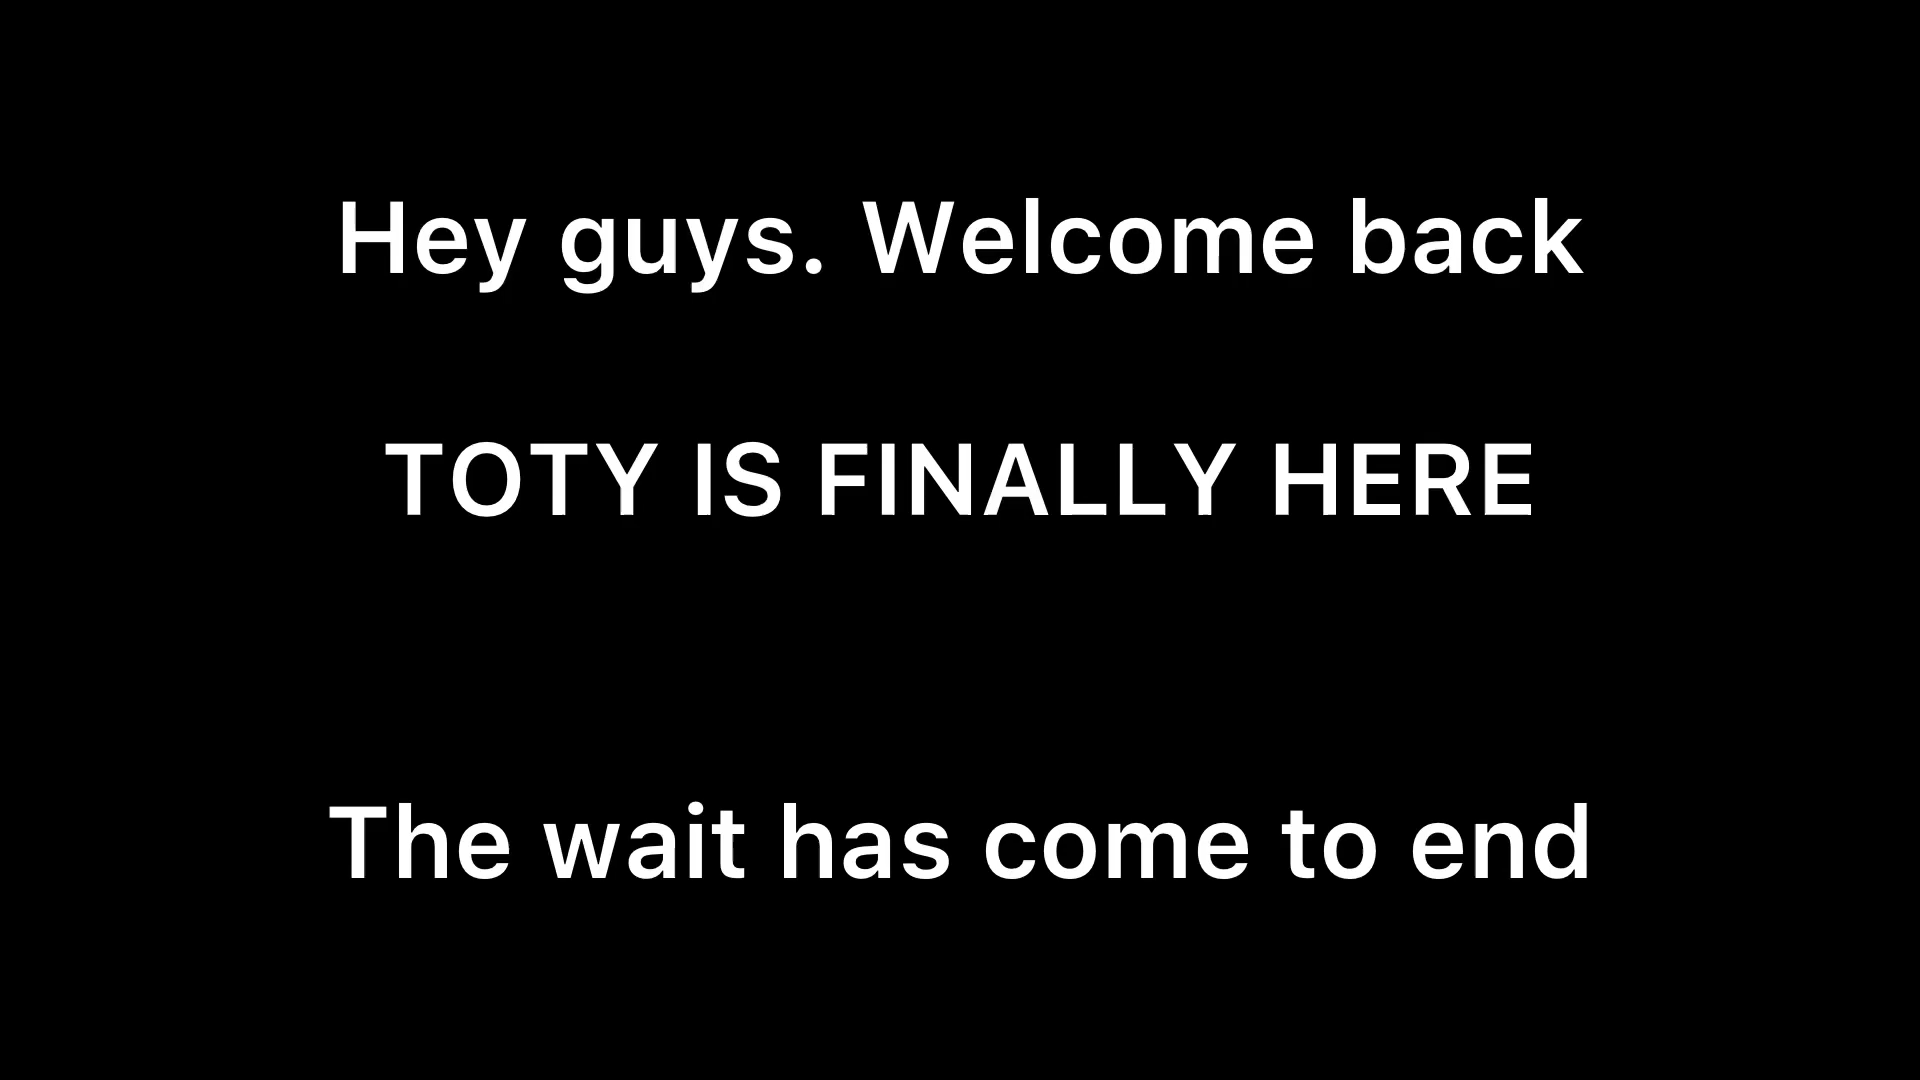 Hey guys. Welcome back
TOTY IS FINALLY HERE
The wait has come to end